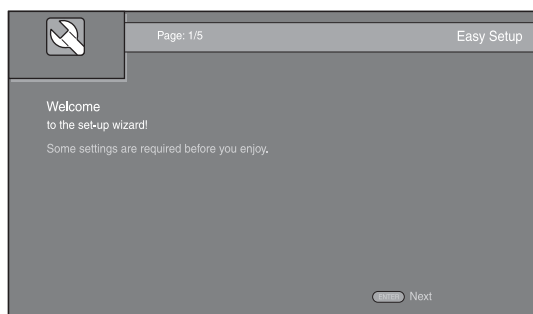 Page: 1/5
Easy Setup
Welcome
to the set-up wizard!
Some settings are required before you enjoy.
ENTER Next